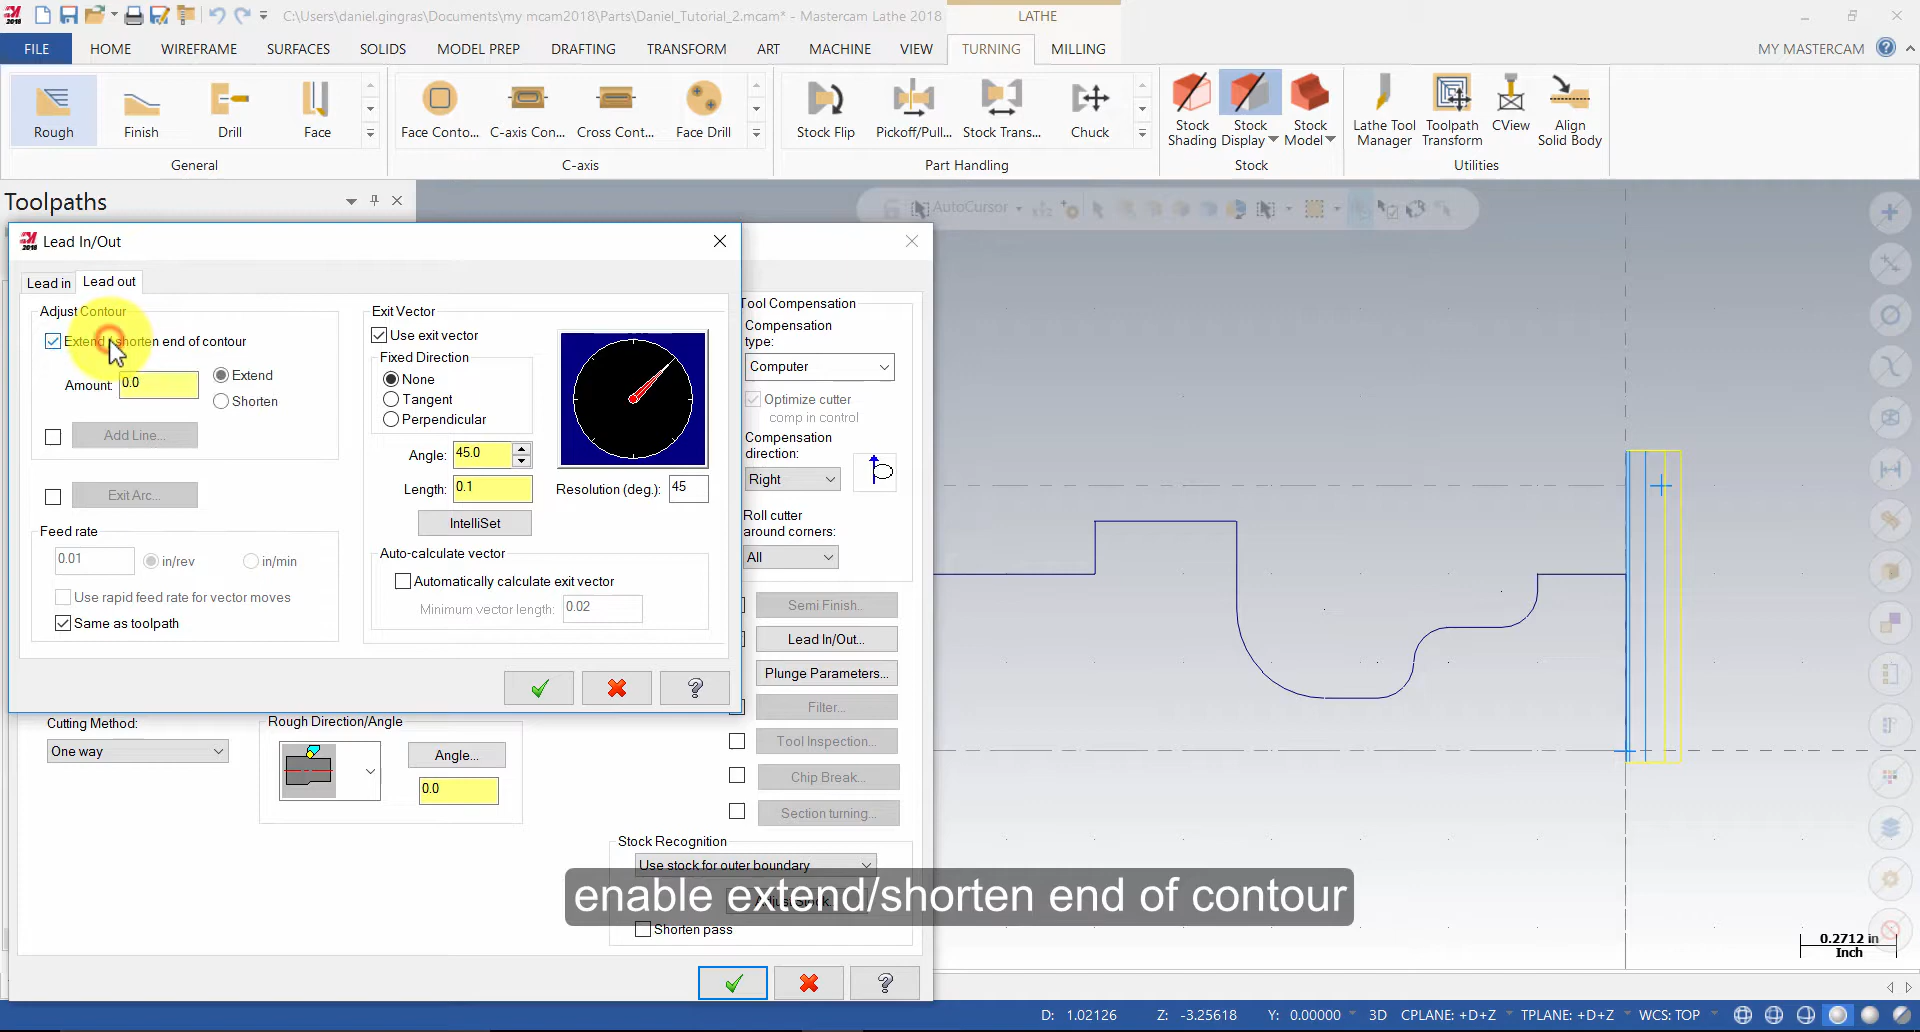 C:\Users\daniel.gingras\Documents\my mcam2018\Parts\Daniel_Tutorial_2.mcam* - Mastercam Lathe 2018
LATHE
FILE HOME WIREFRAME SURFACES SOLIDS MODEL PREP DRAFTING TRANSFORM ART MACHINE VIEW TURNING MILLING MY MASTERCAM
Rough Finish Drill Face
General
Face Conto... C-axis Con... Cross Cont... Face Drill
C-axis
Stock Flip Pickoff/Pull... Stock Trans... Chuck
Part Handling
Stock Shading Stock Display Stock Model
Stock
Lathe Tool Manager Toolpath Transform CView Align Solid Body
Utilities
Toolpaths
AutoCursor
2018 Lead In/Out
Lead in Lead out
Adjust Contour
Extend/shorten end of contour
Amount: 0.0
Extend
Shorten
Add Line...
Exit Arc...
Feed rate
0.01 in/rev in/min
Use rapid feed rate for vector moves
Same as toolpath
Exit Vector
Use exit vector
Fixed Direction
None
Tangent
Perpendicular
Angle: 45.0
Length: 0.1
Resolution (deg.): 45
IntelliSet
Auto-calculate vector
Automatically calculate exit vector
Minimum vector length: 0.02
Tool Compensation
Compensation
type:
Computer
Optimize cutter
comp in control
Compensation
direction:
Right
Roll cutter
around corners:
All
Semi Finish...
Lead In/Out...
Plunge Parameters...
Filter...
Tool Inspection...
Chip Break...
Section turning...
Cutting Method:
One way
Rough Direction/Angle
Angle...
0.0
Stock Recognition
Use stock for outer boundary
Shorten pass
enable extend/shorten end of contour
0.2712 in
Inch
D: 1.02126 Z: -3.25618 Y: 0.00000 3D CPLANE: +D+Z TPLANE: +D+Z WCS: TOP